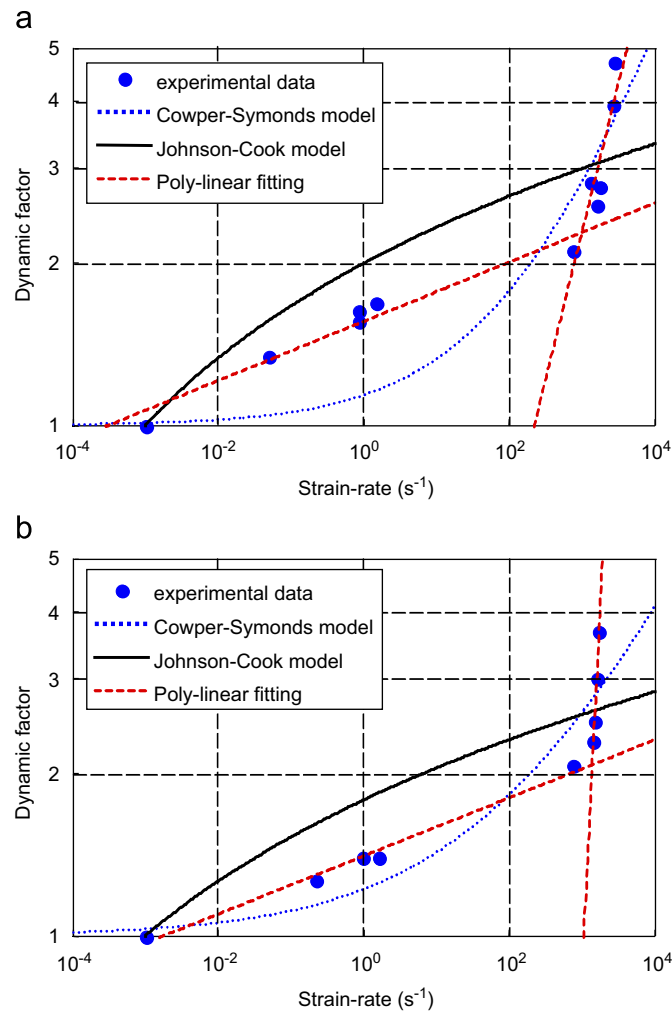 a
5
4
3
2
1
experimental data
Cowper-Symonds model
Johnson-Cook model
Poly-linear fitting
Dynamic factor
10⁻⁴ 10⁻² 10⁰ 10² 10⁴
Strain-rate (s⁻¹)
b
5
4
3
2
1
experimental data
Cowper-Symonds model
Johnson-Cook model
Poly-linear fitting
Dynamic factor
10⁻⁴ 10⁻² 10⁰ 10² 10⁴
Strain-rate (s⁻¹)